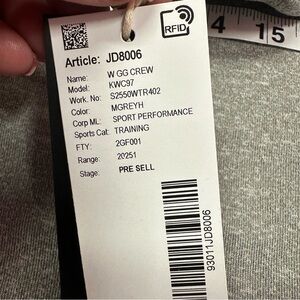 RFID
Article: JD8006
Name: W GG CREW
Model: KWC97
Work. No: S2550WTR402
Color: MGREYH
Corp ML: SPORT PERFORMANCE
Sports Cat: TRAINING
FTY: 2GF001
Range: 20251
Stage: PRE SELL
93011JD8006
4 15